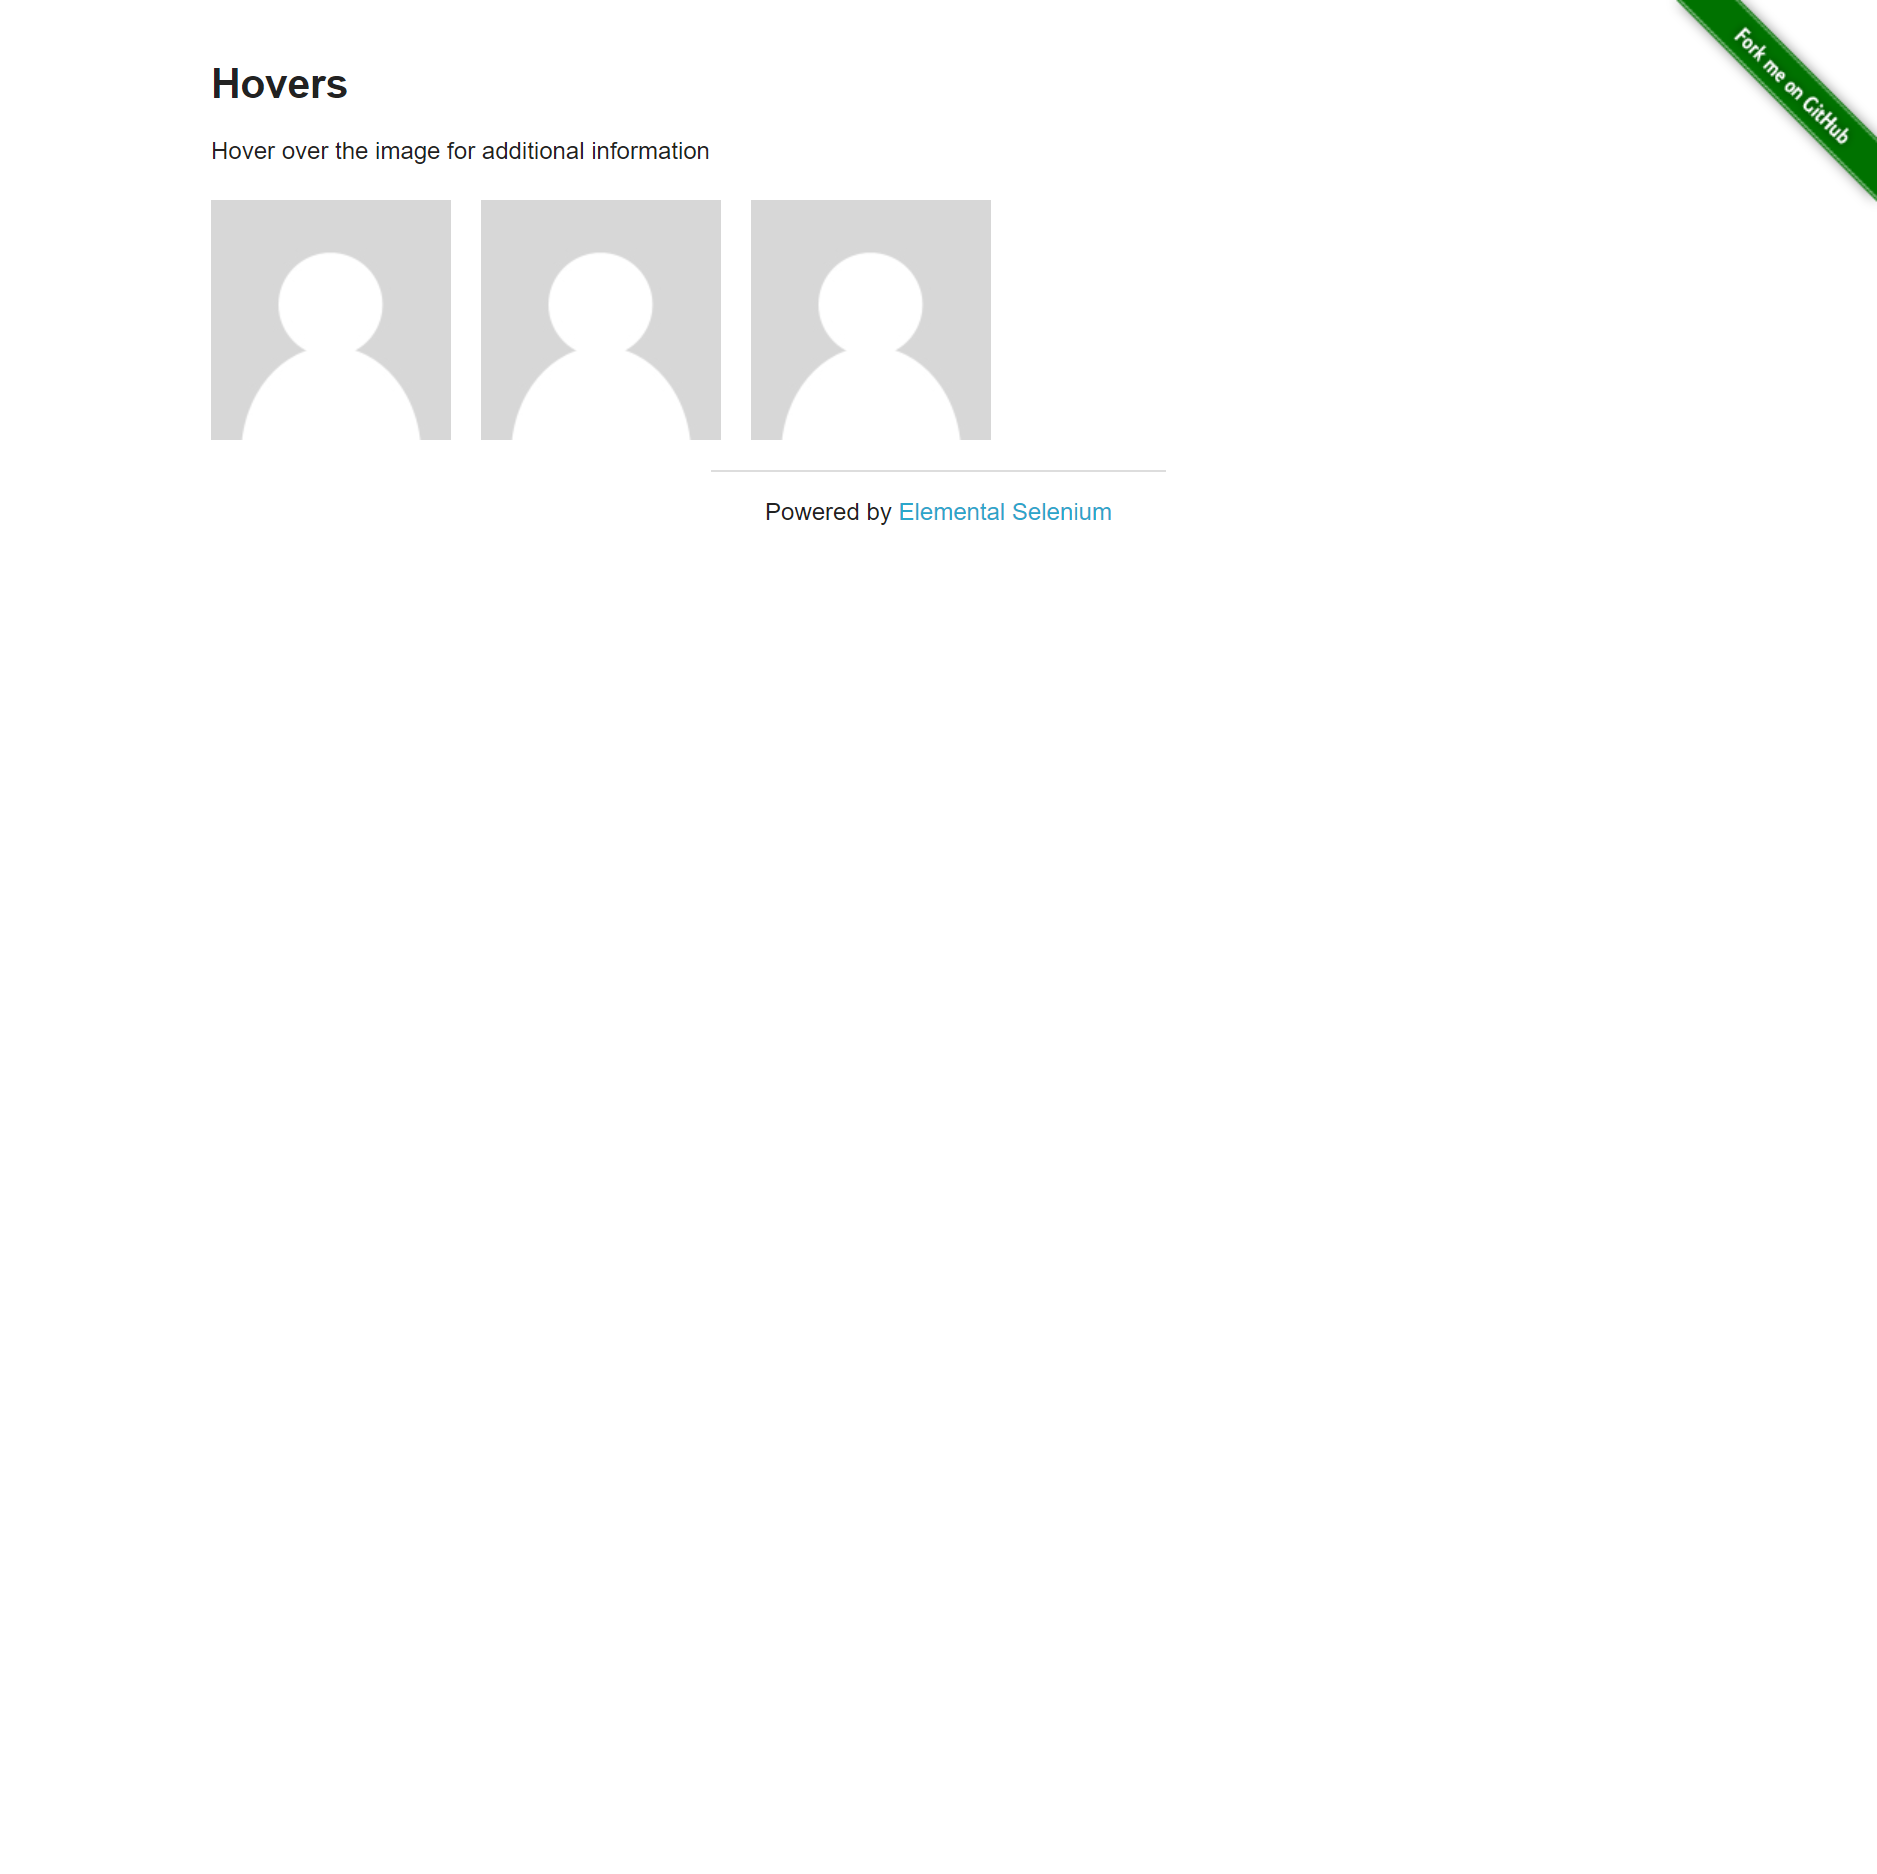 Fork me on GitHub
Hovers
Hover over the image for additional information
Powered by Elemental Selenium